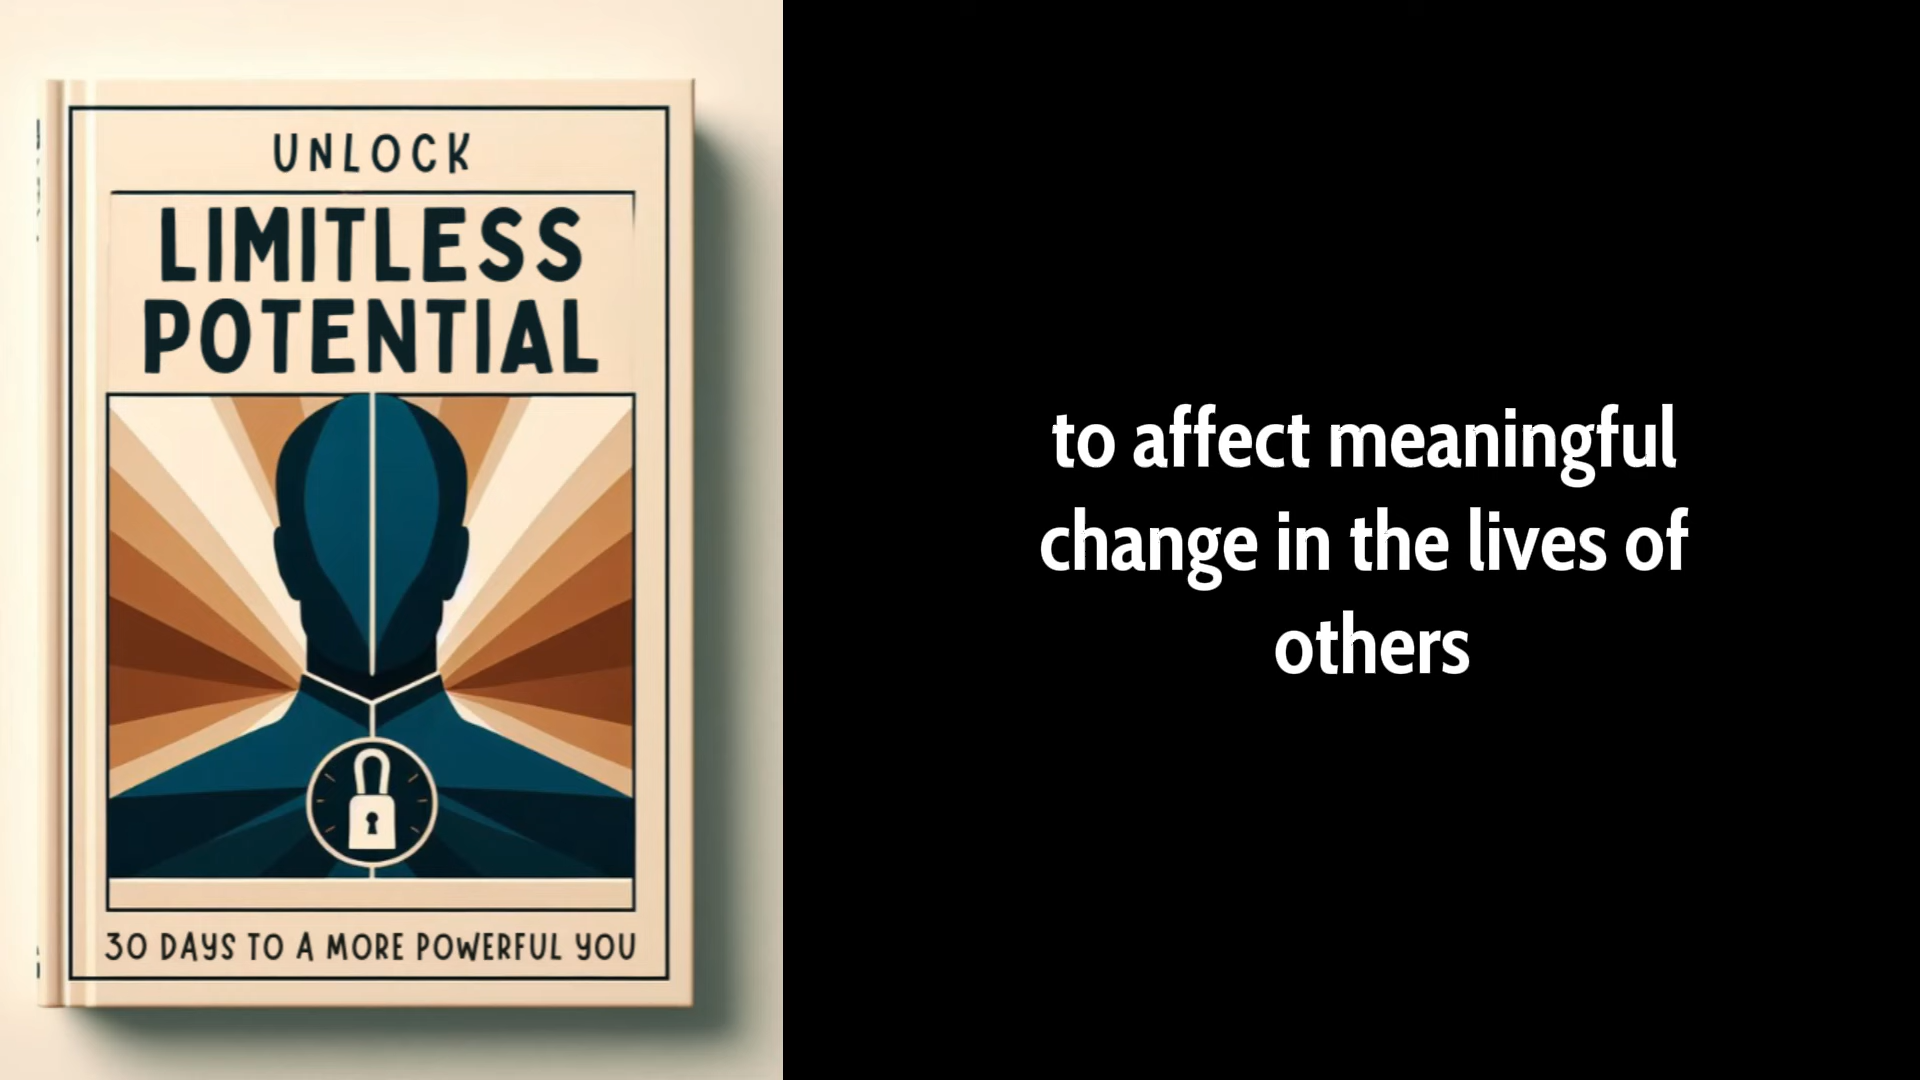 UNLOCK
LIMITLESS
POTENTIAL
30 DAYS TO A MORE POWERFUL YOU
to affect meaningful
change in the lives of
others